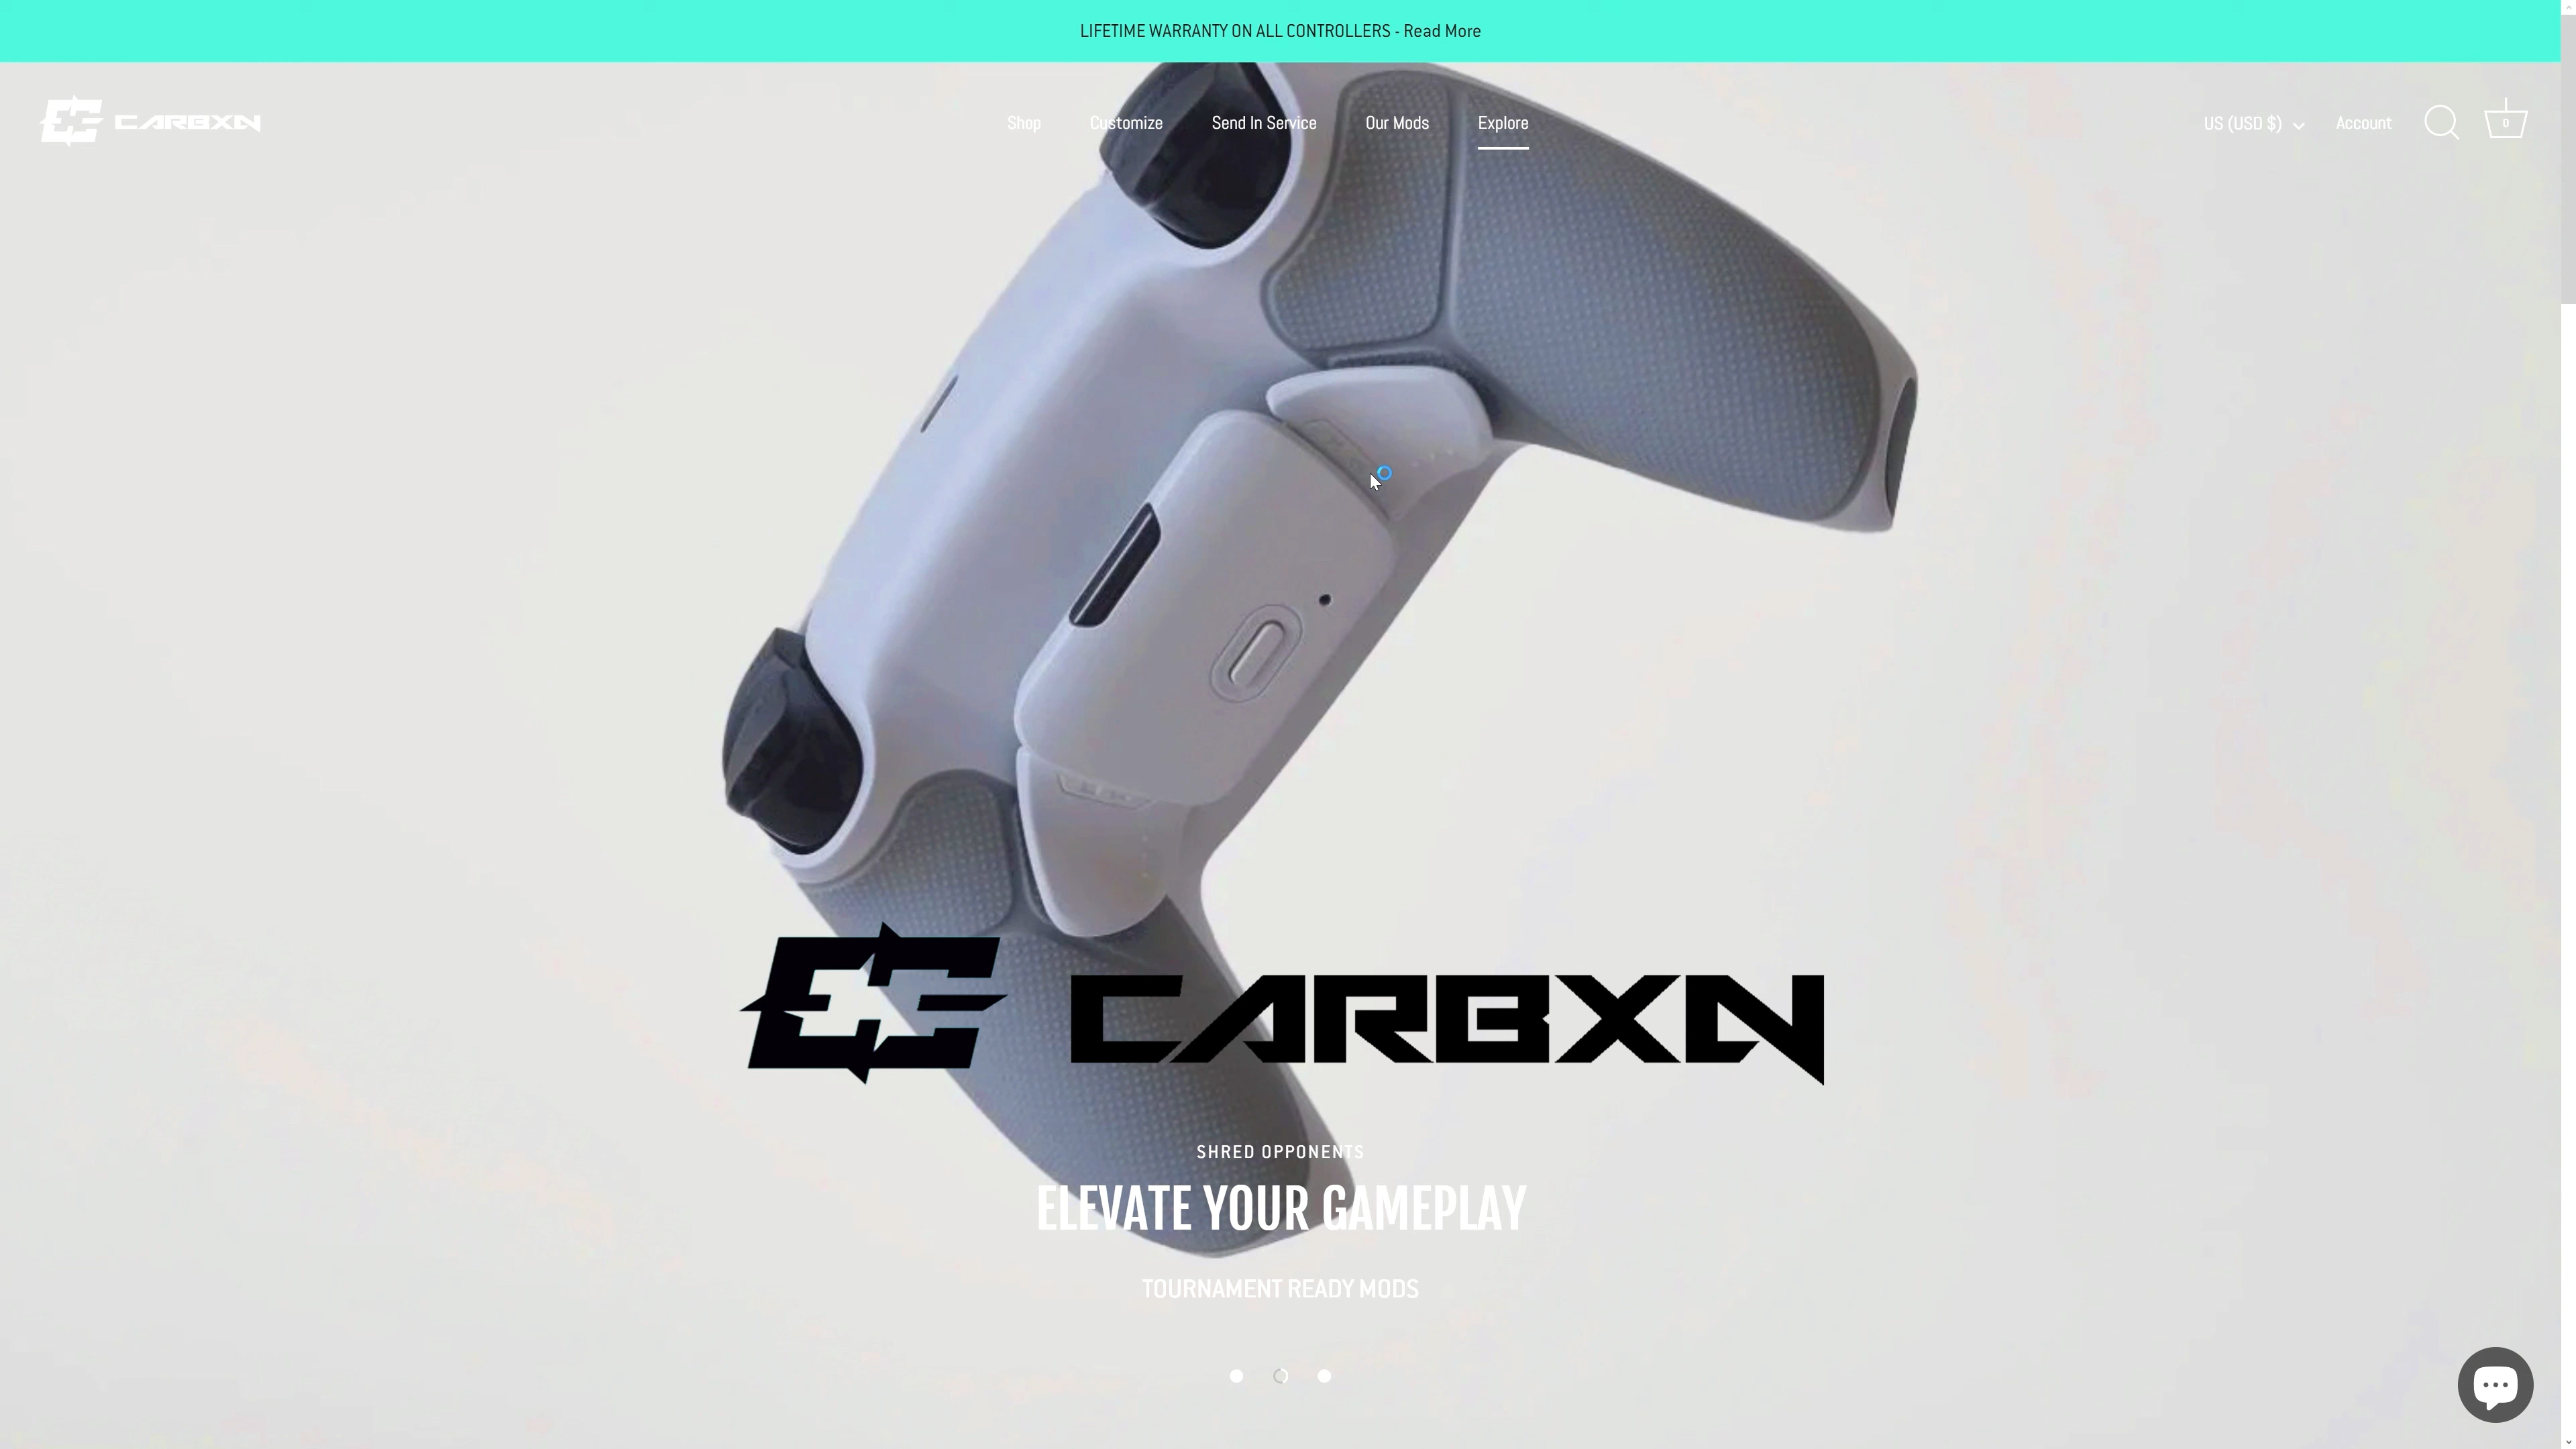 LIFETIME WARRANTY ON ALL CONTROLLERS - Read More
CARBXN
Shop
Customize
Send In Service
Our Mods
Explore
US (USD $)
Account
0
CARBXN
SHRED OPPONENTS
ELEVATE YOUR GAMEPLAY
TOURNAMENT READY MODS